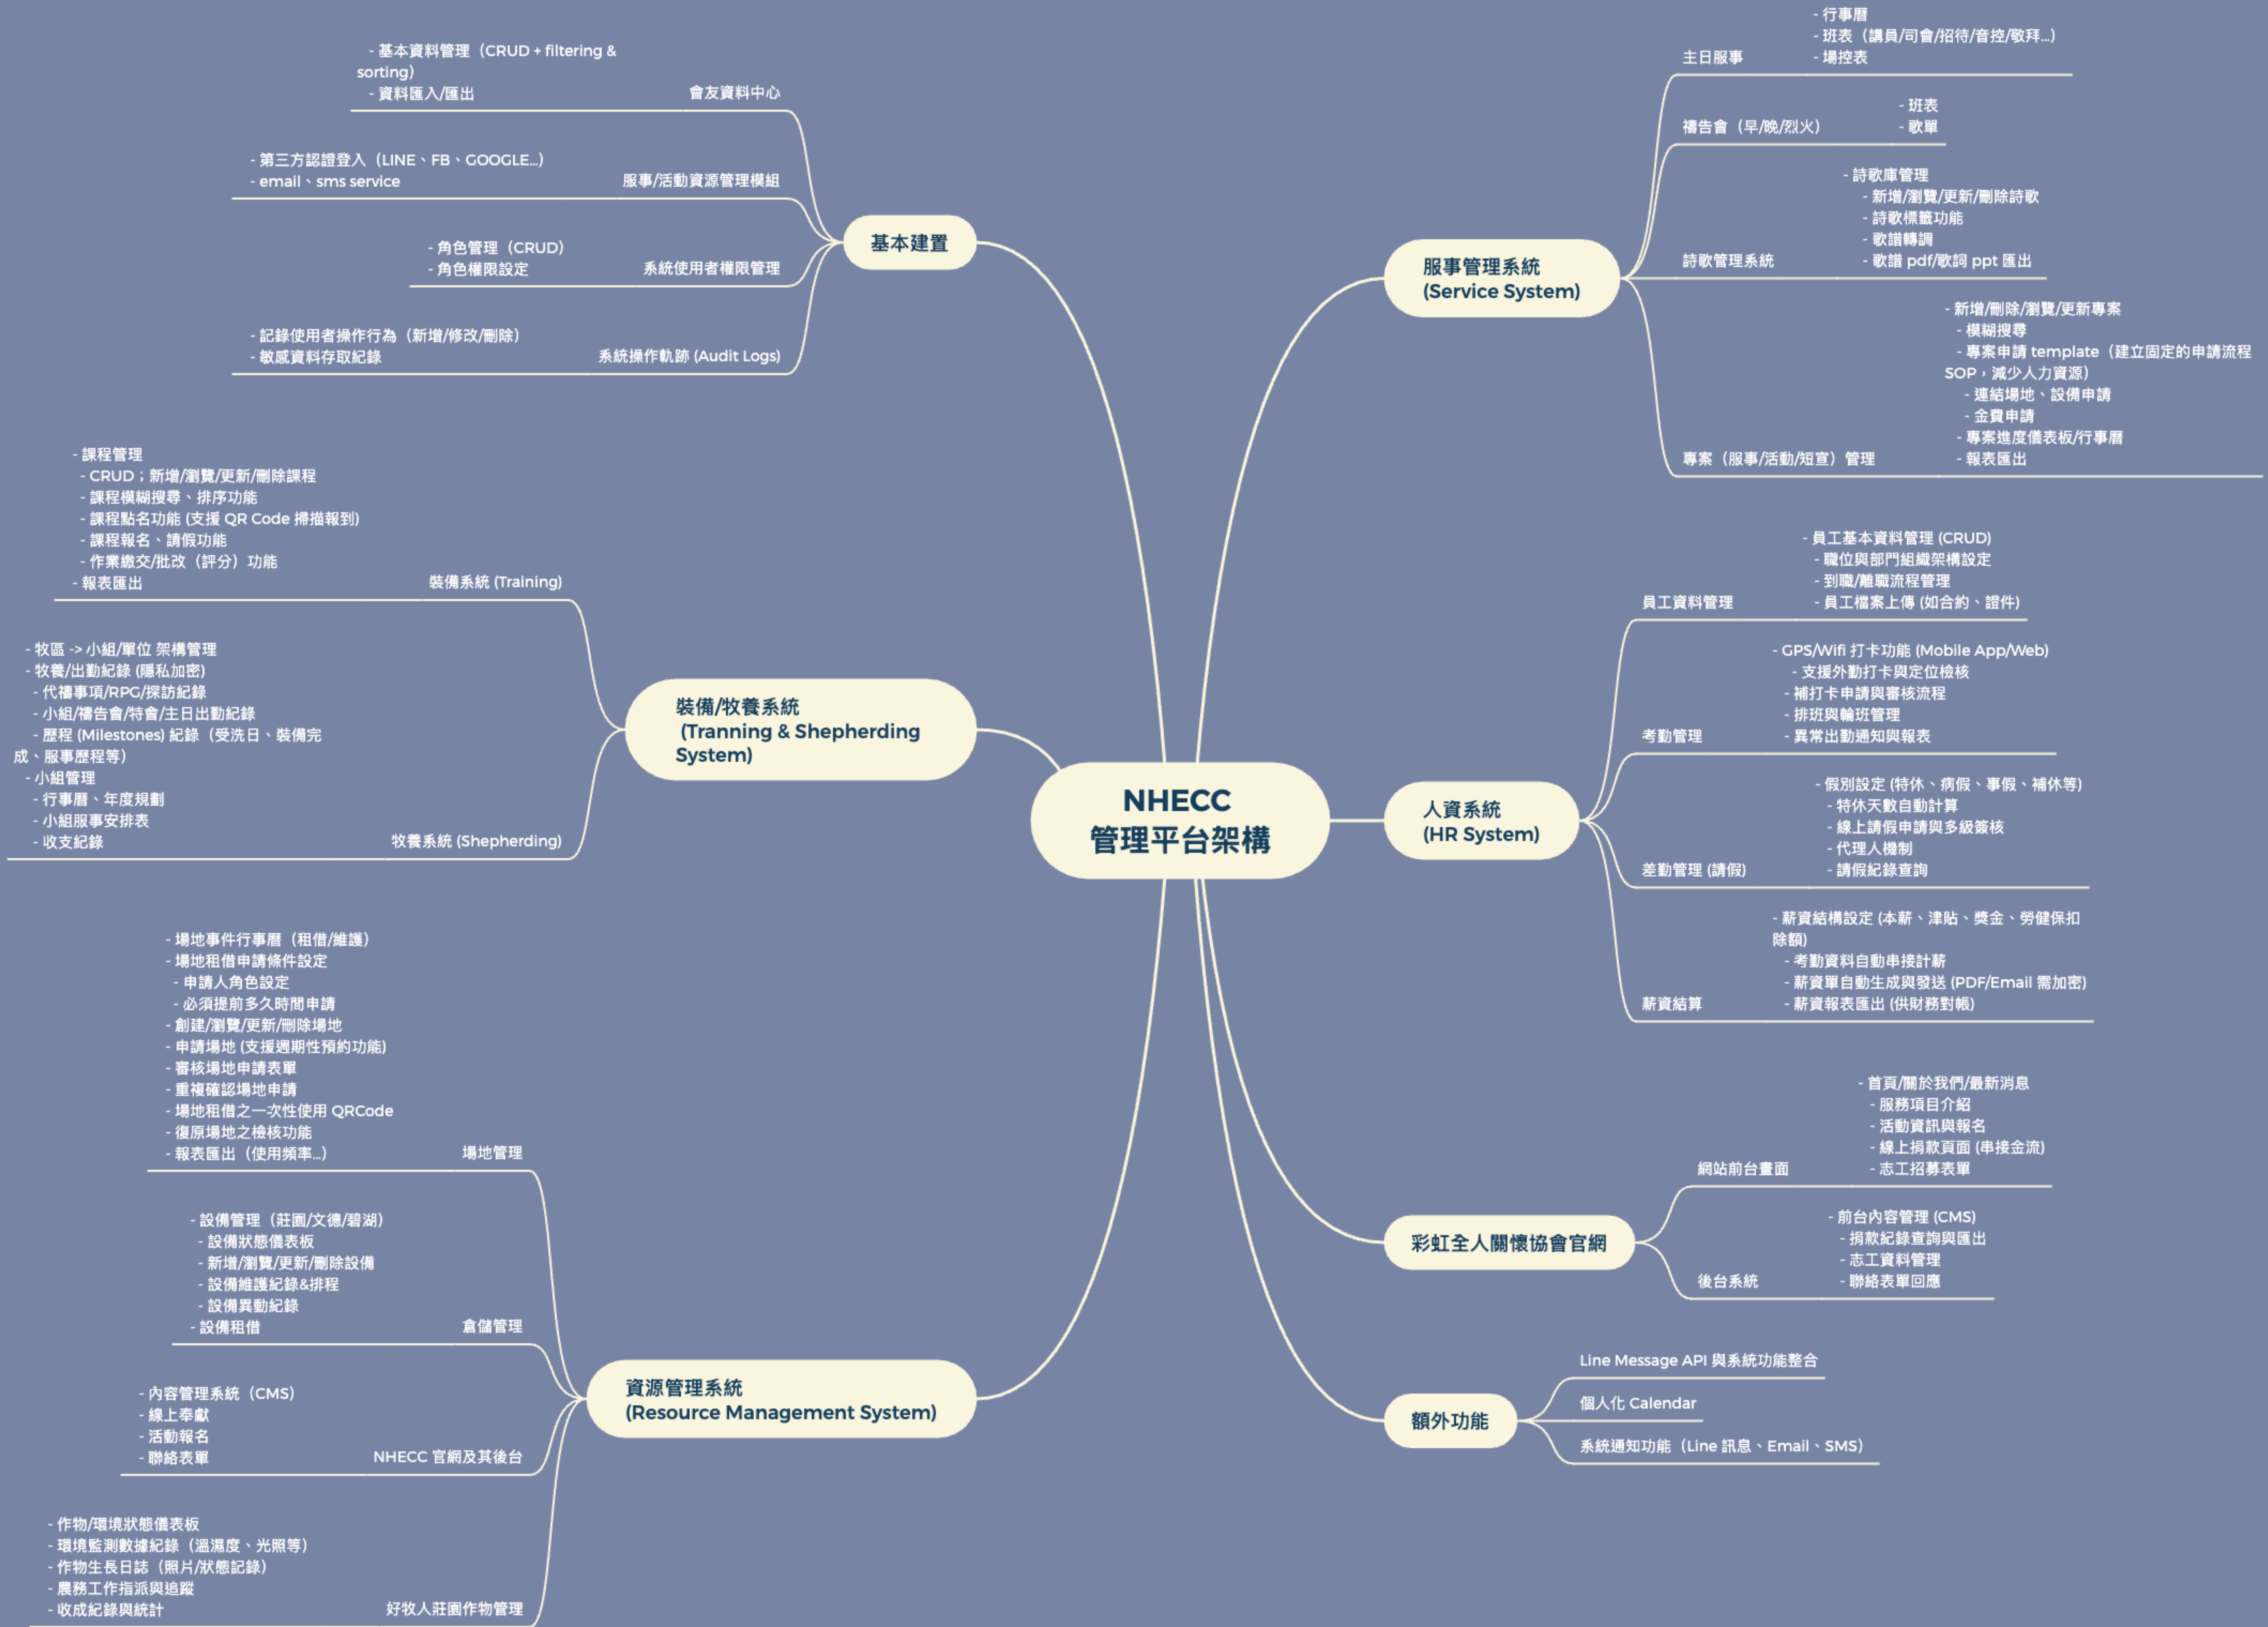 NHECC
管理平台架構
基本建置
- 基本資料管理（CRUD + filtering &
sorting)
- 資料匯入/匯出
會友資料中心
- 第三方認證登入（LINE、FB、GOOGLE...)
- email、sms service
服事/活動資源管理模組
- 角色管理（CRUD）
- 角色權限設定
系統使用者權限管理
- 記錄使用者操作行為（新增/修改/刪除）
- 敏感資料存取紀錄
系統操作軌跡 (Audit Logs)
裝備/牧養系統
(Tranning & Shepherding
System)
- 課程管理
- CRUD；新增/瀏覽/更新/刪除課程
- 課程模糊搜尋、排序功能
- 課程點名功能 (支援 QR Code 掃描報到)
- 課程報名、請假功能
- 作業繳交/批改（評分）功能
- 報表匯出
裝備系統 (Training)
- 牧區 -> 小組/單位 架構管理
- 牧養/出勤紀錄 (隱私加密)
- 代禱事項/RPG/探訪紀錄
- 小組/禱告會/特會/主日出勤紀錄
- 歷程 (Milestones) 紀錄（受洗日、裝備完
成、服事歷程等）
- 小組管理
- 行事曆、年度規劃
- 小組服事安排表
- 收支紀錄
牧養系統 (Shepherding)
資源管理系統
(Resource Management System)
- 場地事件行事曆（租借/維護）
- 場地租借申請條件設定
- 申請人角色設定
- 必須提前多久時間申請
- 創建/瀏覽/更新/刪除場地
- 申請場地 (支援週期性預約功能)
- 審核場地申請表單
- 重複確認場地申請
- 場地租借之一次性使用 QRCode
- 復原場地之檢核功能
- 報表匯出（使用頻率...）
場地管理
- 設備管理（莊園/文德/碧湖）
- 設備狀態儀表板
- 新增/瀏覽/更新/刪除設備
- 設備維護紀錄&排程
- 設備異動紀錄
- 設備租借
倉儲管理
- 內容管理系統（CMS）
- 線上奉獻
- 活動報名
- 聯絡表單
NHECC 官網及其後台
- 作物/環境狀態儀表板
- 環境監測數據紀錄（溫濕度、光照等）
- 作物生長日誌（照片/狀態記錄）
- 農務工作指派與追蹤
- 收成紀錄與統計
好牧人莊園作物管理
服事管理系統
(Service System)
主日服事
- 行事曆
- 班表（講員/司會/招待/音控/敬拜...）
- 場控表
禱告會（早/晚/烈火）
- 班表
- 歌單
詩歌管理系統
- 詩歌庫管理
- 新增/瀏覽/更新/刪除詩歌
- 詩歌標籤功能
- 歌譜轉調
- 歌譜 pdf/歌詞 ppt 匯出
專案（服事/活動/短宣）管理
- 新增/刪除/瀏覽/更新專案
- 模糊搜尋
- 專案申請 template（建立固定的申請流程
SOP，減少人力資源）
- 連結場地、設備申請
- 金費申請
- 專案進度儀表板/行事曆
- 報表匯出
人資系統
(HR System)
員工資料管理
- 員工基本資料管理 (CRUD)
- 職位與部門組織架構設定
- 到職/離職流程管理
- 員工檔案上傳 (如合約、證件)
考勤管理
- GPS/Wifi 打卡功能 (Mobile App/Web)
- 支援外勤打卡與定位檢核
- 補打卡申請與審核流程
- 排班與輪班管理
- 異常出勤通知與報表
差勤管理 (請假)
- 假別設定 (特休、病假、事假、補休等)
- 特休天數自動計算
- 線上請假申請與多級簽核
- 代理人機制
- 請假紀錄查詢
薪資結算
- 薪資結構設定 (本薪、津貼、獎金、勞健保扣
除額)
- 考勤資料自動串接計薪
- 薪資單自動生成與發送 (PDF/Email 需加密)
- 薪資報表匯出 (供財務對帳)
彩虹全人關懷協會官網
網站前台畫面
- 首頁/關於我們/最新消息
- 服務項目介紹
- 活動資訊與報名
- 線上捐款頁面 (串接金流)
- 志工招募表單
後台系統
- 前台內容管理 (CMS)
- 捐款紀錄查詢與匯出
- 志工資料管理
- 聯絡表單回應
額外功能
Line Message API 與系統功能整合
個人化 Calendar
系統通知功能（Line 訊息、Email、SMS）